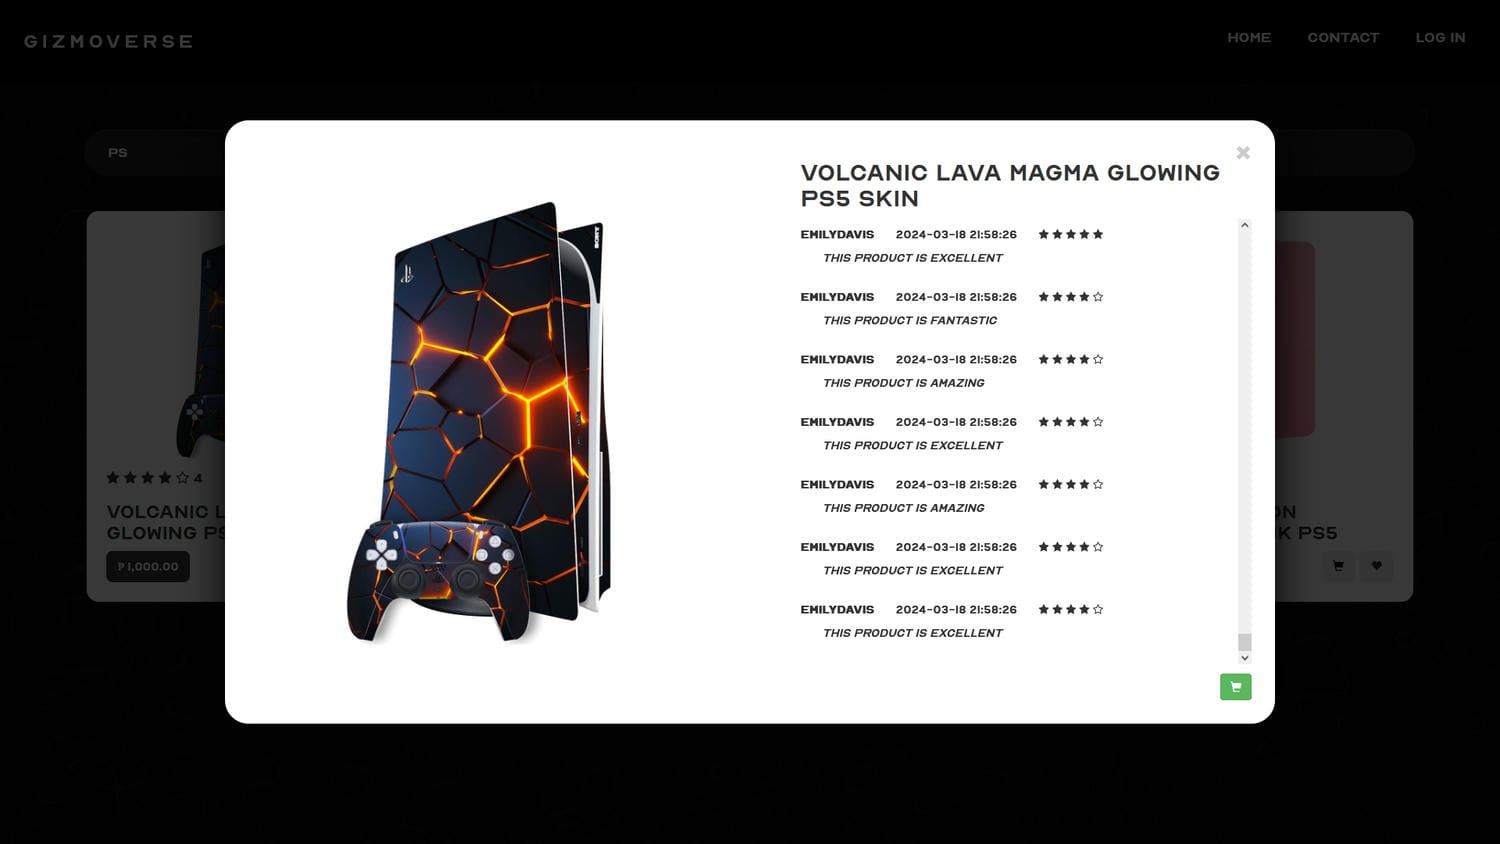 GIZMOVERSE
HOME CONTACT LOG IN
PS
VOLCANIC LAVA MAGMA GLOWING
PS5 SKIN
EMILYDAVIS 2024-03-18 21:58:26
THIS PRODUCT IS EXCELLENT
EMILYDAVIS 2024-03-18 21:58:26
THIS PRODUCT IS FANTASTIC
EMILYDAVIS 2024-03-18 21:58:26
THIS PRODUCT IS AMAZING
EMILYDAVIS 2024-03-18 21:58:26
THIS PRODUCT IS EXCELLENT
EMILYDAVIS 2024-03-18 21:58:26
THIS PRODUCT IS AMAZING
EMILYDAVIS 2024-03-18 21:58:26
THIS PRODUCT IS EXCELLENT
EMILYDAVIS 2024-03-18 21:58:26
THIS PRODUCT IS EXCELLENT
SONY
4
VOLCANIC L
GLOWING PS
₱ 1,000.00
ON
K PS5